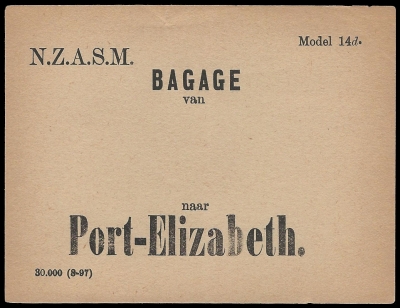 N.Z.A.S.M.
Model 14d.
BAGAGE
van
naar
Port-Elizabeth.
30.000 (8-97)